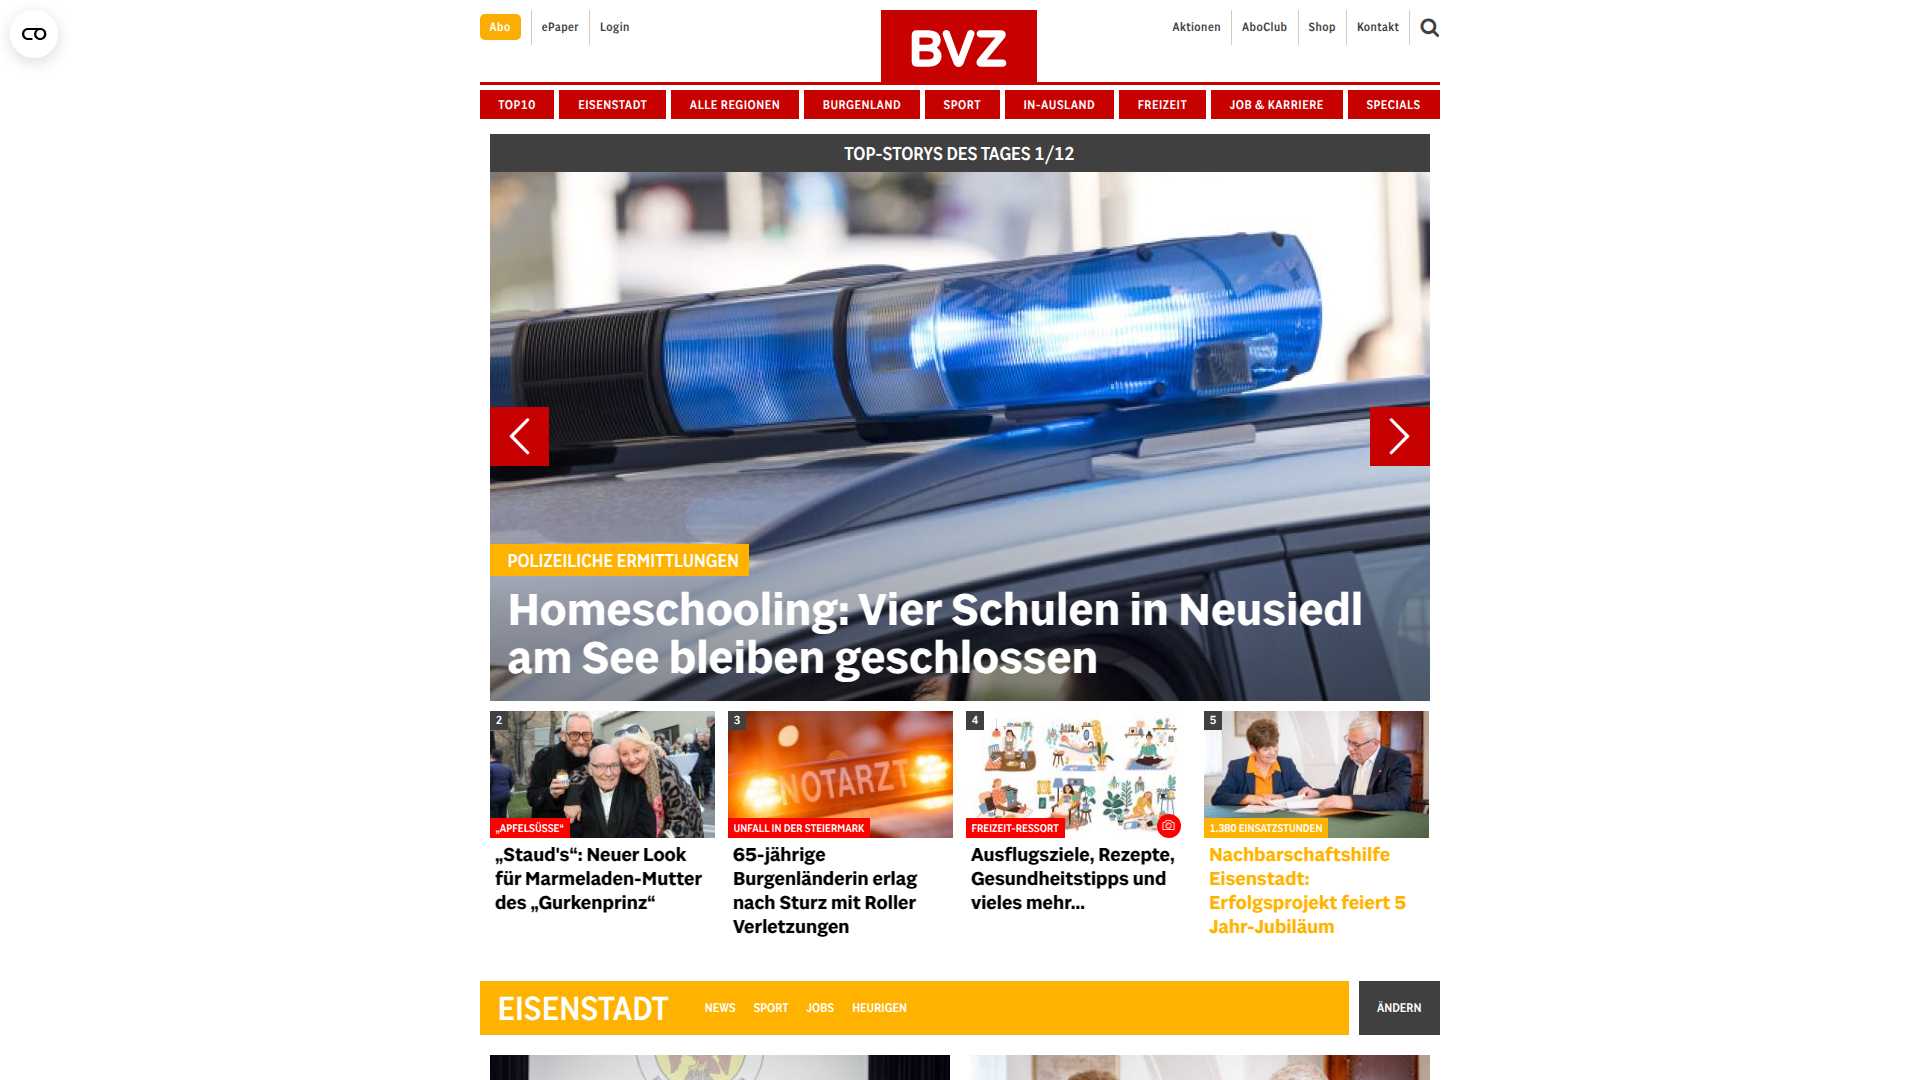 Abo
ePaper
Login
BVZ
Aktionen
AboClub
Shop
Kontakt
TOP10
EISENSTADT
ALLE REGIONEN
BURGENLAND
SPORT
IN-AUSLAND
FREIZEIT
JOB & KARRIERE
SPECIALS
TOP-STORYS DES TAGES 1/12
POLIZEILICHE ERMITTLUNGEN
Homeschooling: Vier Schulen in Neusiedl
am See bleiben geschlossen
2
„APFELSÜSSE“
„Staud's“: Neuer Look
für Marmeladen-Mutter
des „Gurkenprinz“
3
NOTARZT
UNFALL IN DER STEIERMARK
65-jährige
Burgenländerin erlag
nach Sturz mit Roller
Verletzungen
4
FREIZEIT-RESSORT
Ausflugsziele, Rezepte,
Gesundheitstipps und
vieles mehr...
5
1.380 EINSATZSTUNDEN
Nachbarschaftshilfe
Eisenstadt:
Erfolgsprojekt feiert 5
Jahr-Jubiläum
EISENSTADT
NEWS
SPORT
JOBS
HEURIGEN
ÄNDERN